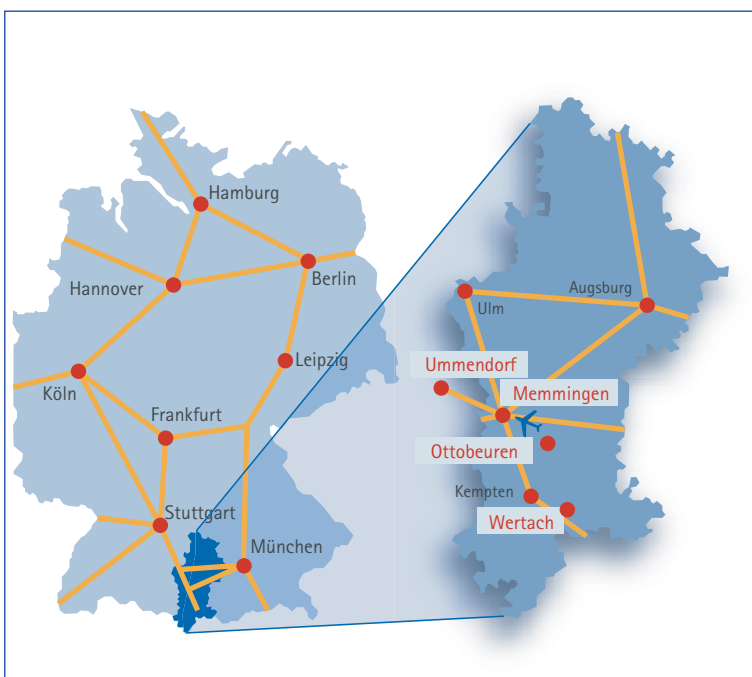 Hamburg
Hannover
Berlin
Leipzig
Köln
Frankfurt
Stuttgart
München
Augsburg
Ulm
Ummendorf
Memmingen
Ottobeuren
Kempten
Wertach